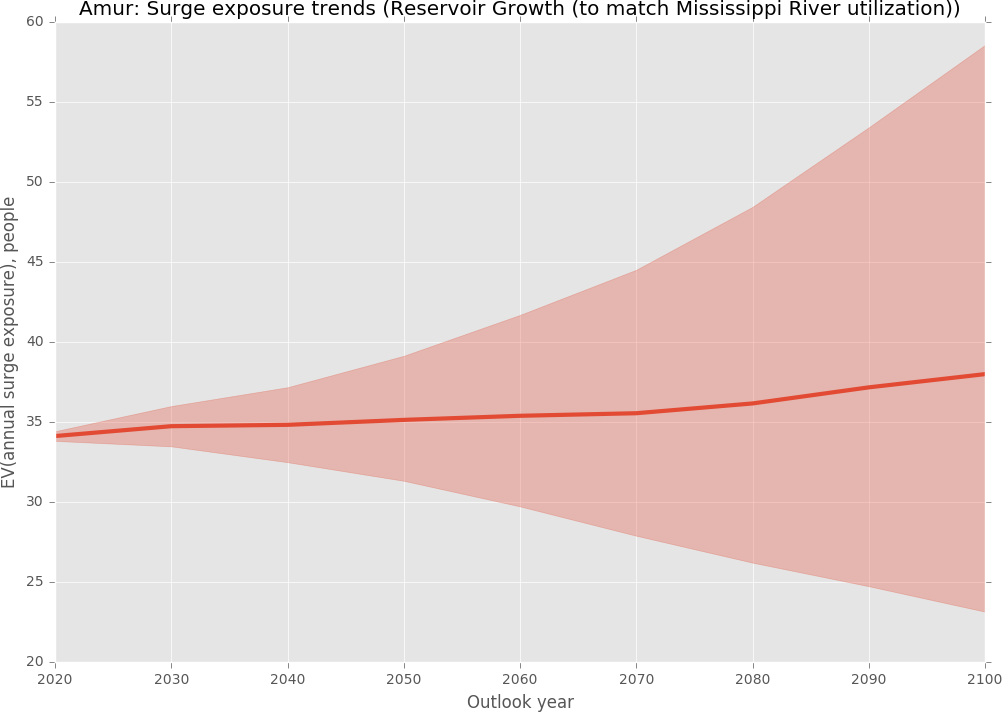 Amur: Surge exposure trends (Reservoir Growth (to match Mississippi River utilization))
EV(annual surge exposure), people
60
55
50
45
40
35
30
25
20
2020 2030 2040 2050 2060 2070 2080 2090 2100
Outlook year